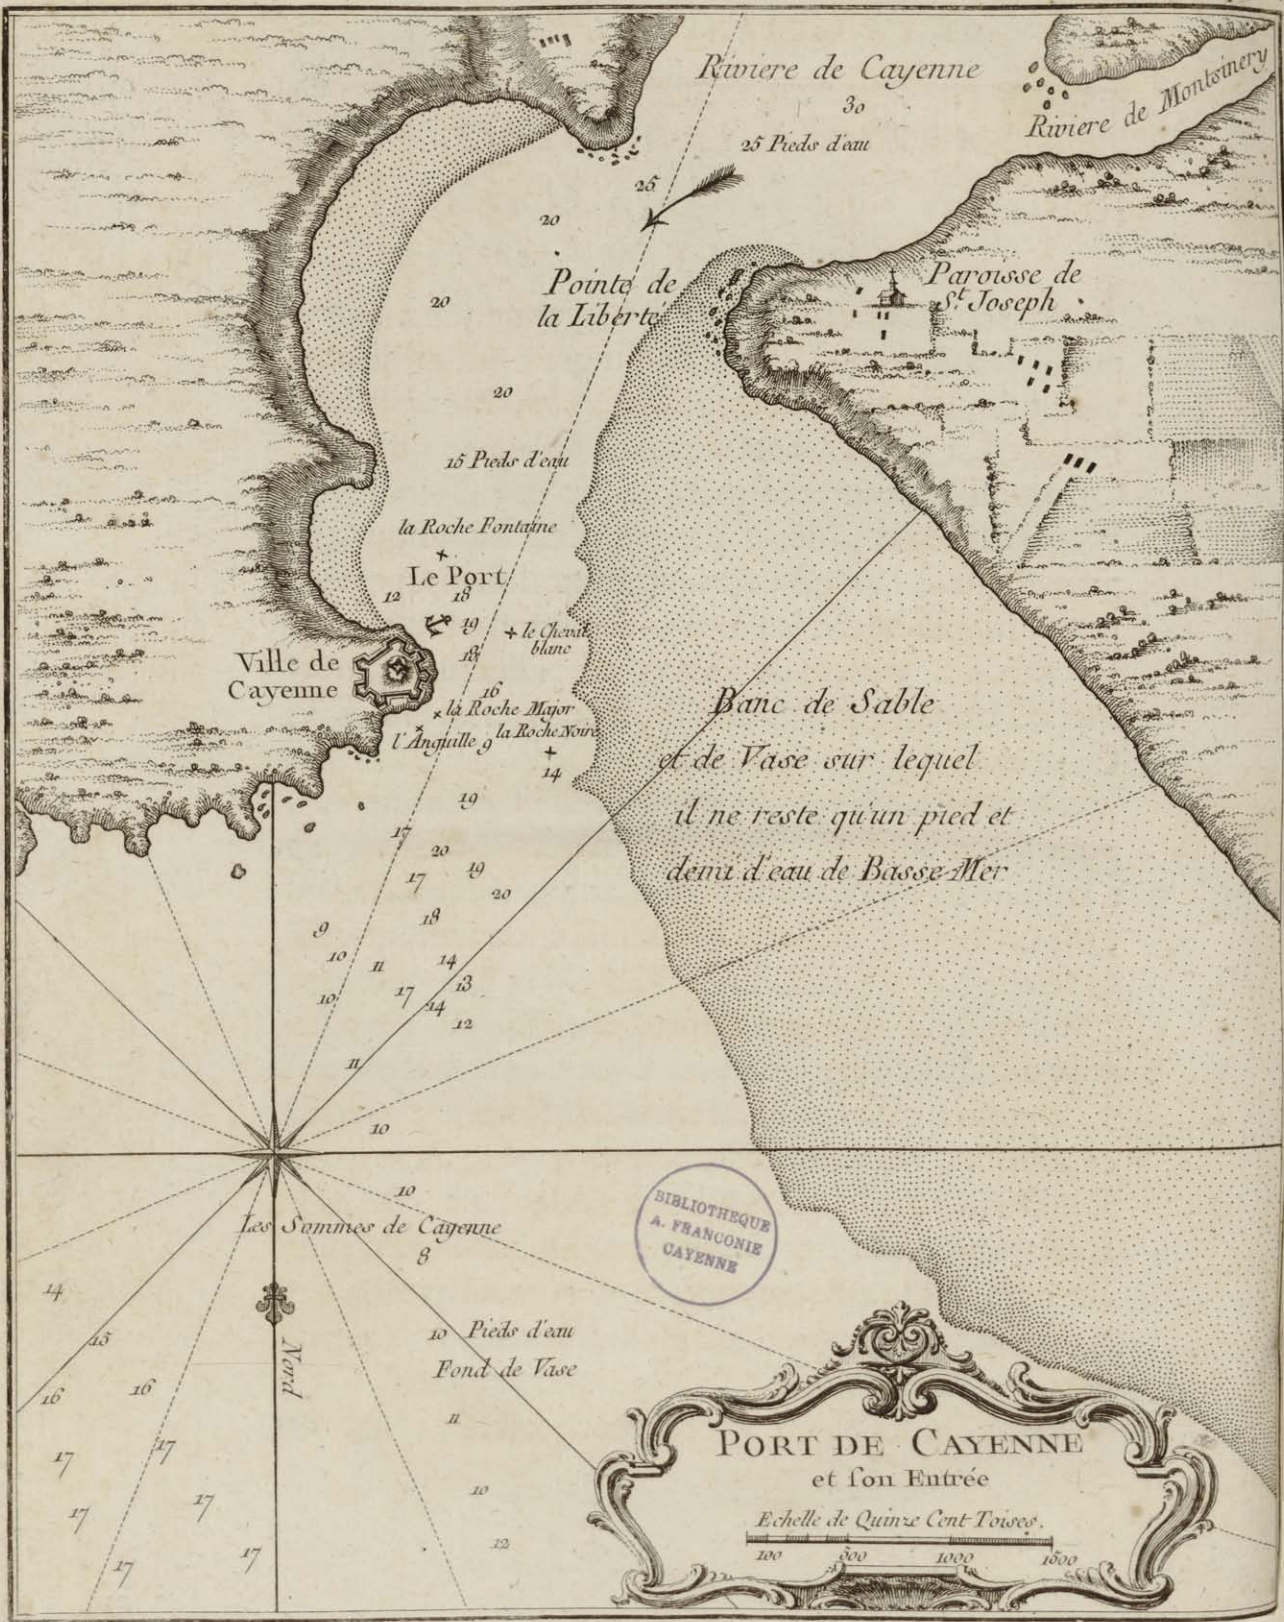 Riviere de Cayenne
30
25 Pieds d'eau
Riviere de Montsinery
25
20
Pointe de
la Liberté
20
Paroisse de
St. Joseph
20
15 Pieds d'eau
la Roche Fontaine
Le Port
12
18
19
le Cheval
blanc
18
Ville de
Cayenne
16
la Roche Major
la Roche Noire
l'Anguille
9
14
Banc de Sable
et de Vase sur lequel
il ne reste qu'un pied et
demi d'eau de Basse Mer
19
17
20
19
17
20
18
9
10
11
14
13
10
17
14
12
11
10
10
Les Sommes de Cayenne
8
BIBLIOTHEQUE
A. FRANCONIE
CAYENNE
14
15
10 Pieds d'eau
Fond de Vase
Nord
16
16
11
17
17
10
17
17
12
17
17
PORT DE CAYENNE
et son Entrée
Echelle de Quinze Cent Toises.
100 500 1000 1500